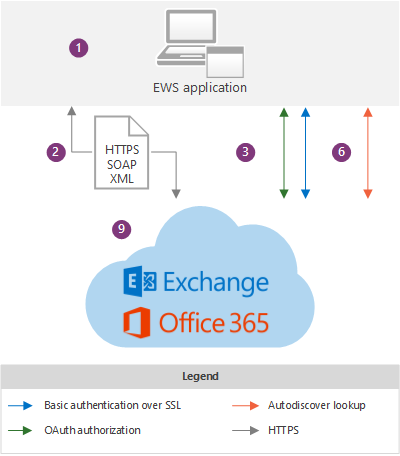 1
EWS application
2
HTTPS
SOAP
XML
3
6
9
Exchange
Office 365
Legend
Basic authentication over SSL
Autodiscover lookup
OAuth authorization
HTTPS